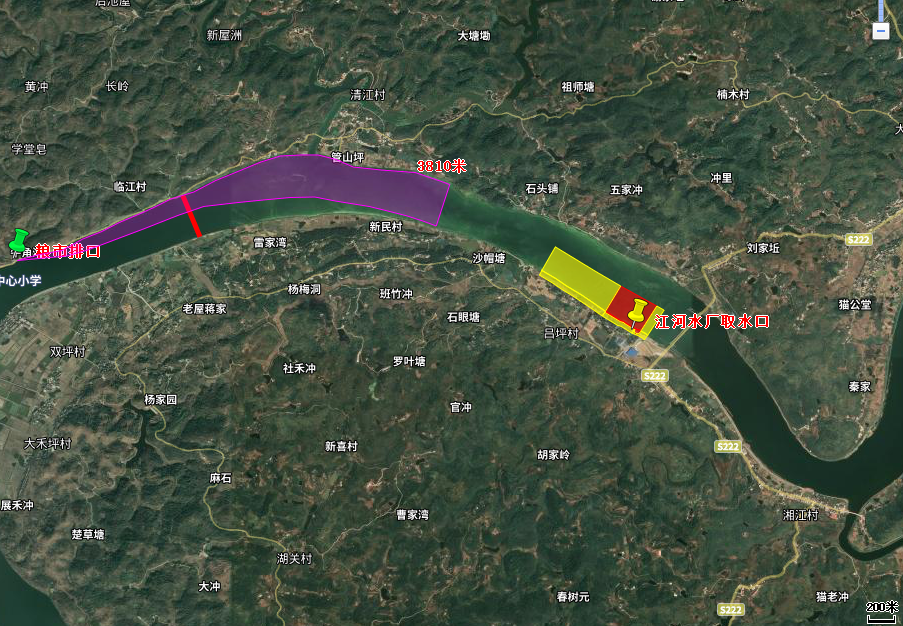 后池屋
新屋洲
大塘坳
黄冲
长岭
清江村
祖师塘
楠木村
学堂皂
管山坪
3810米
临江村
石头铺
五家冲
冲里
新民村
雷家湾
S222
刘家坵
粮市排口
沙帽塘
中心小学
杨梅洞
班竹冲
老屋蒋家
石眼塘
江河水厂取水口
猫公堂
吕坪村
双坪村
社禾冲
罗叶塘
S222
秦家
杨家园
官冲
大禾坪村
新喜村
胡家岭
S222
麻石
展禾冲
曹家湾
湘江村
楚草塘
湖关村
大冲
春树元
猫老冲
S222
200米